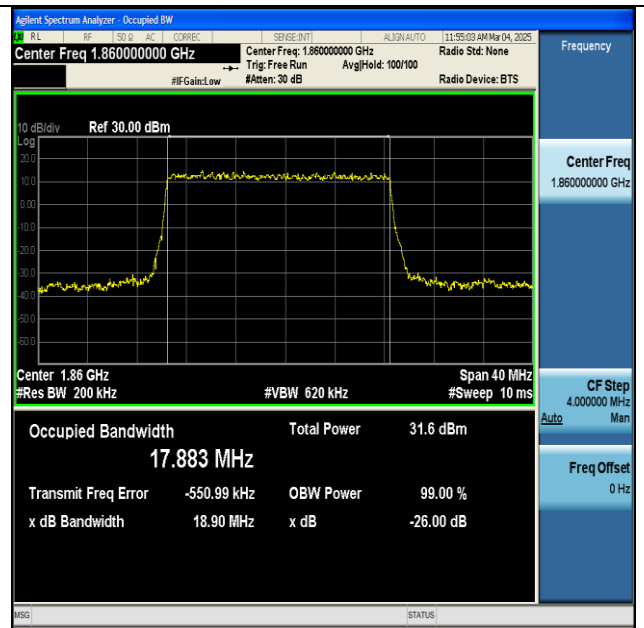 Agilent Spectrum Analyzer - Occupied BW
LXI RL RF 50 Ω AC CORREC SENSE:INT ALIGN AUTO 11:55:03 AM Mar 04, 2025
Center Freq 1.860000000 GHz
Center Freq: 1.860000000 GHz
Radio Std: None
Trig: Free Run Avg|Hold: 100/100
#IFGain:Low #Atten: 30 dB Radio Device: BTS
Frequency
10 dB/div Ref 30.00 dBm
Log
20.0
10.0
0.00
-10.0
-20.0
-30.0
-40.0
-50.0
-60.0
Center 1.86 GHz Span 40 MHz
#Res BW 200 kHz #VBW 620 kHz #Sweep 10 ms
Occupied Bandwidth Total Power 31.6 dBm
17.883 MHz
Transmit Freq Error -550.99 kHz OBW Power 99.00 %
x dB Bandwidth 18.90 MHz x dB -26.00 dB
Center Freq
1.860000000 GHz
CF Step
4.000000 MHz
Auto Man
Freq Offset
0 Hz
MSG STATUS